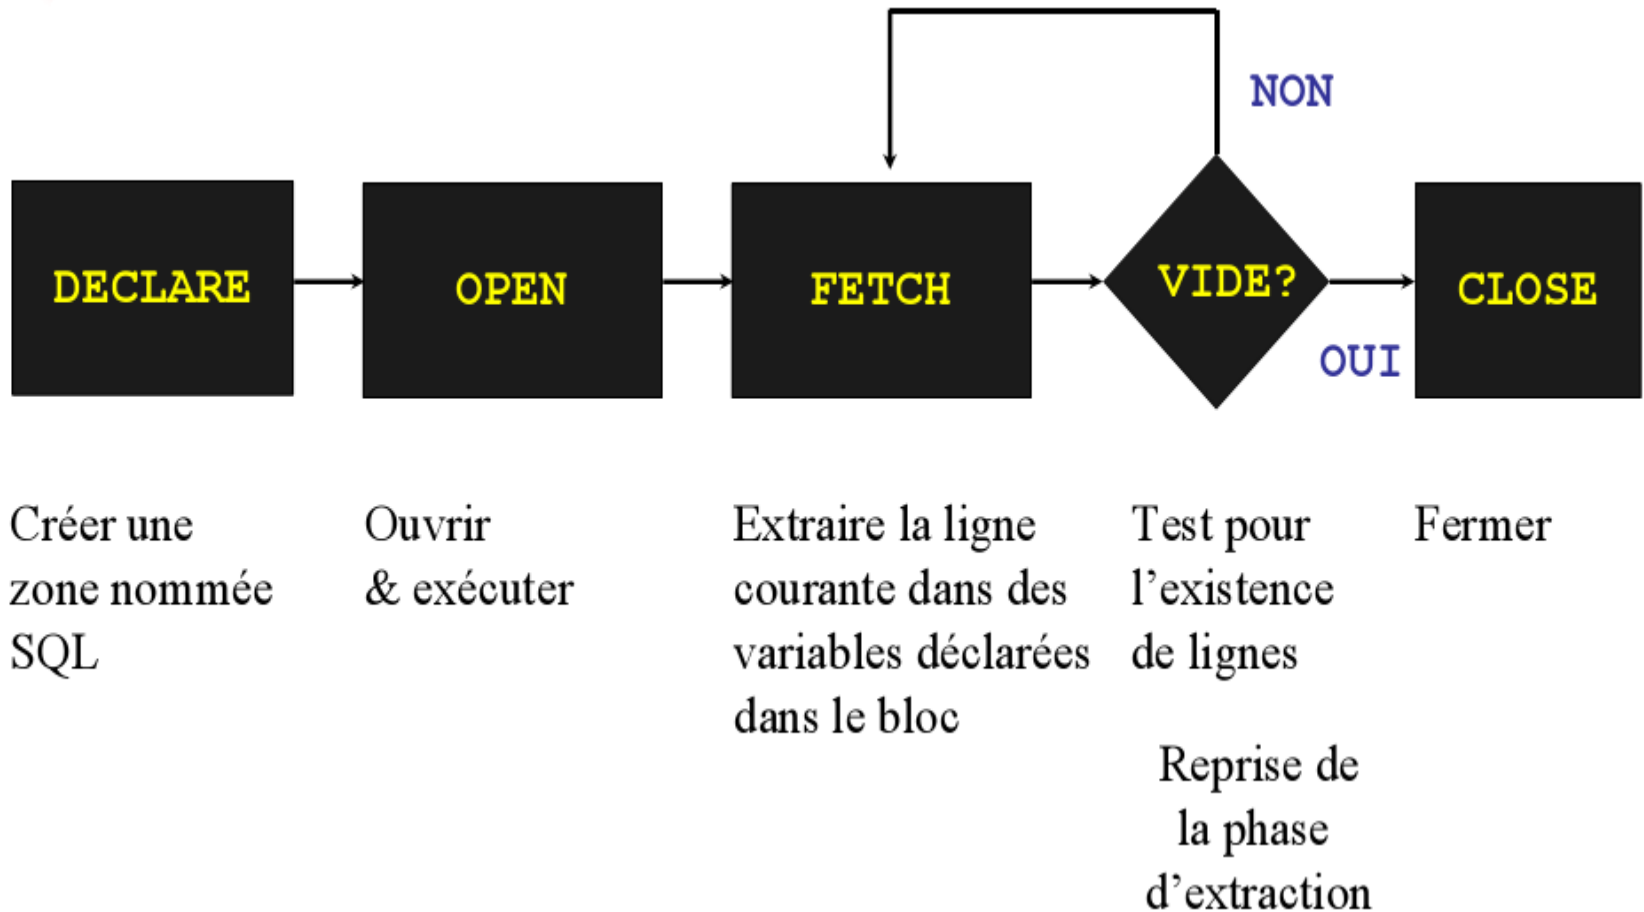 NON
DECLARE
OPEN
FETCH
VIDE?
CLOSE
OUI
Créer une
zone nommée
SQL
Ouvrir
& exécuter
Extraire la ligne
courante dans des
variables déclarées
dans le bloc
Test pour
l’existence
de lignes
Reprise de
la phase
d’extraction
Fermer